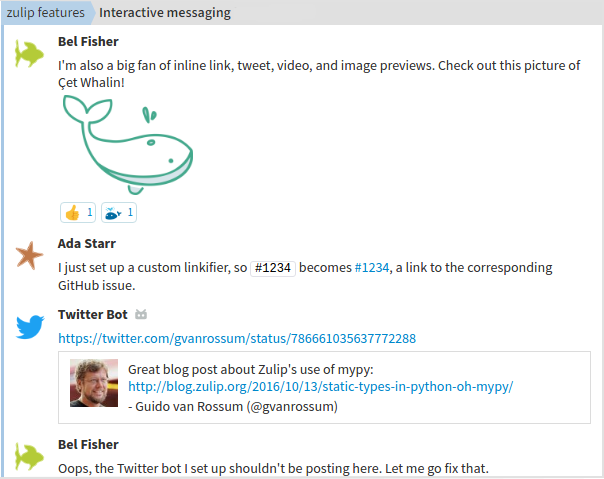 zulip features Interactive messaging
Bel Fisher
I'm also a big fan of inline link, tweet, video, and image previews. Check out this picture of
Çet Whalin!
1 1
Ada Starr
I just set up a custom linkifier, so #1234 becomes #1234, a link to the corresponding
GitHub issue.
Twitter Bot
https://twitter.com/gvanrossum/status/786661035637772288
Great blog post about Zulip's use of mypy:
http://blog.zulip.org/2016/10/13/static-types-in-python-oh-mypy/
- Guido van Rossum (@gvanrossum)
Bel Fisher
Oops, the Twitter bot I set up shouldn't be posting here. Let me go fix that.